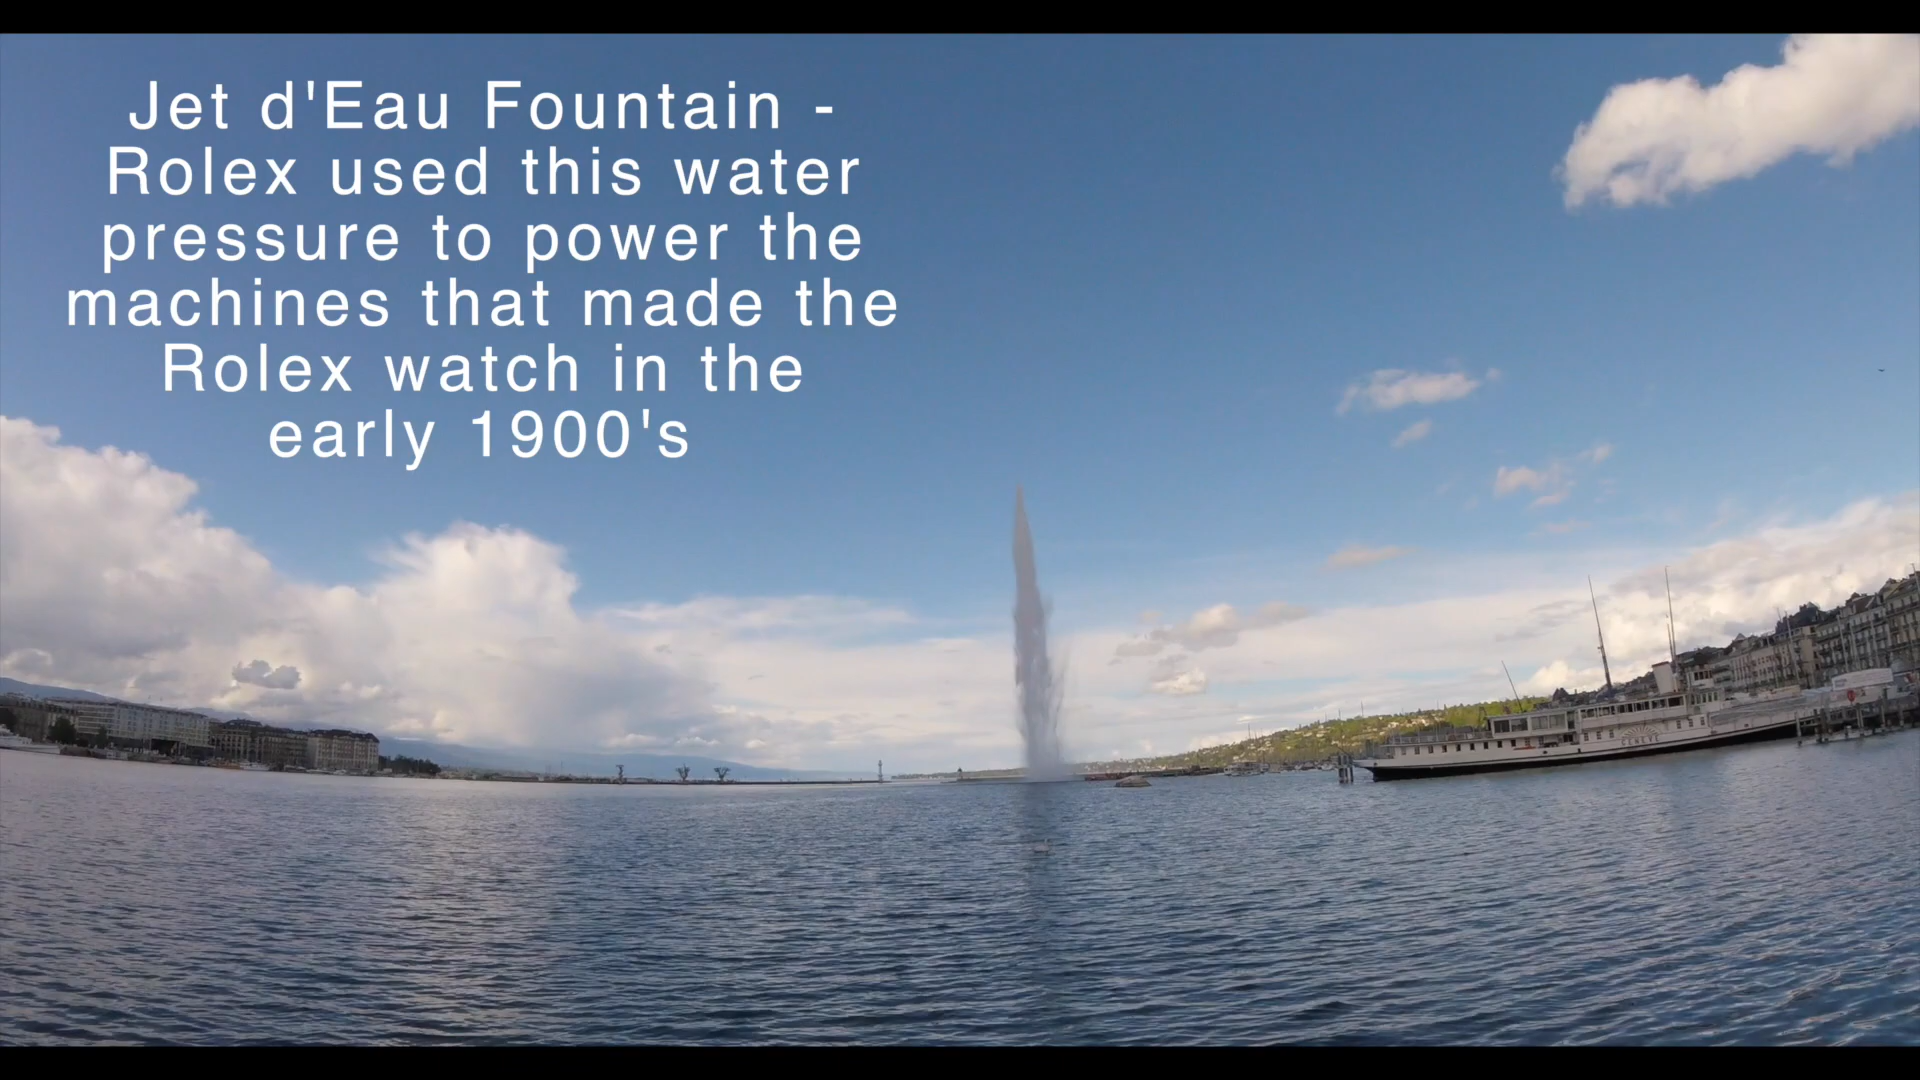 Jet d'Eau Fountain -
Rolex used this water
pressure to power the
machines that made the
Rolex watch in the
early 1900's
GENÈVE